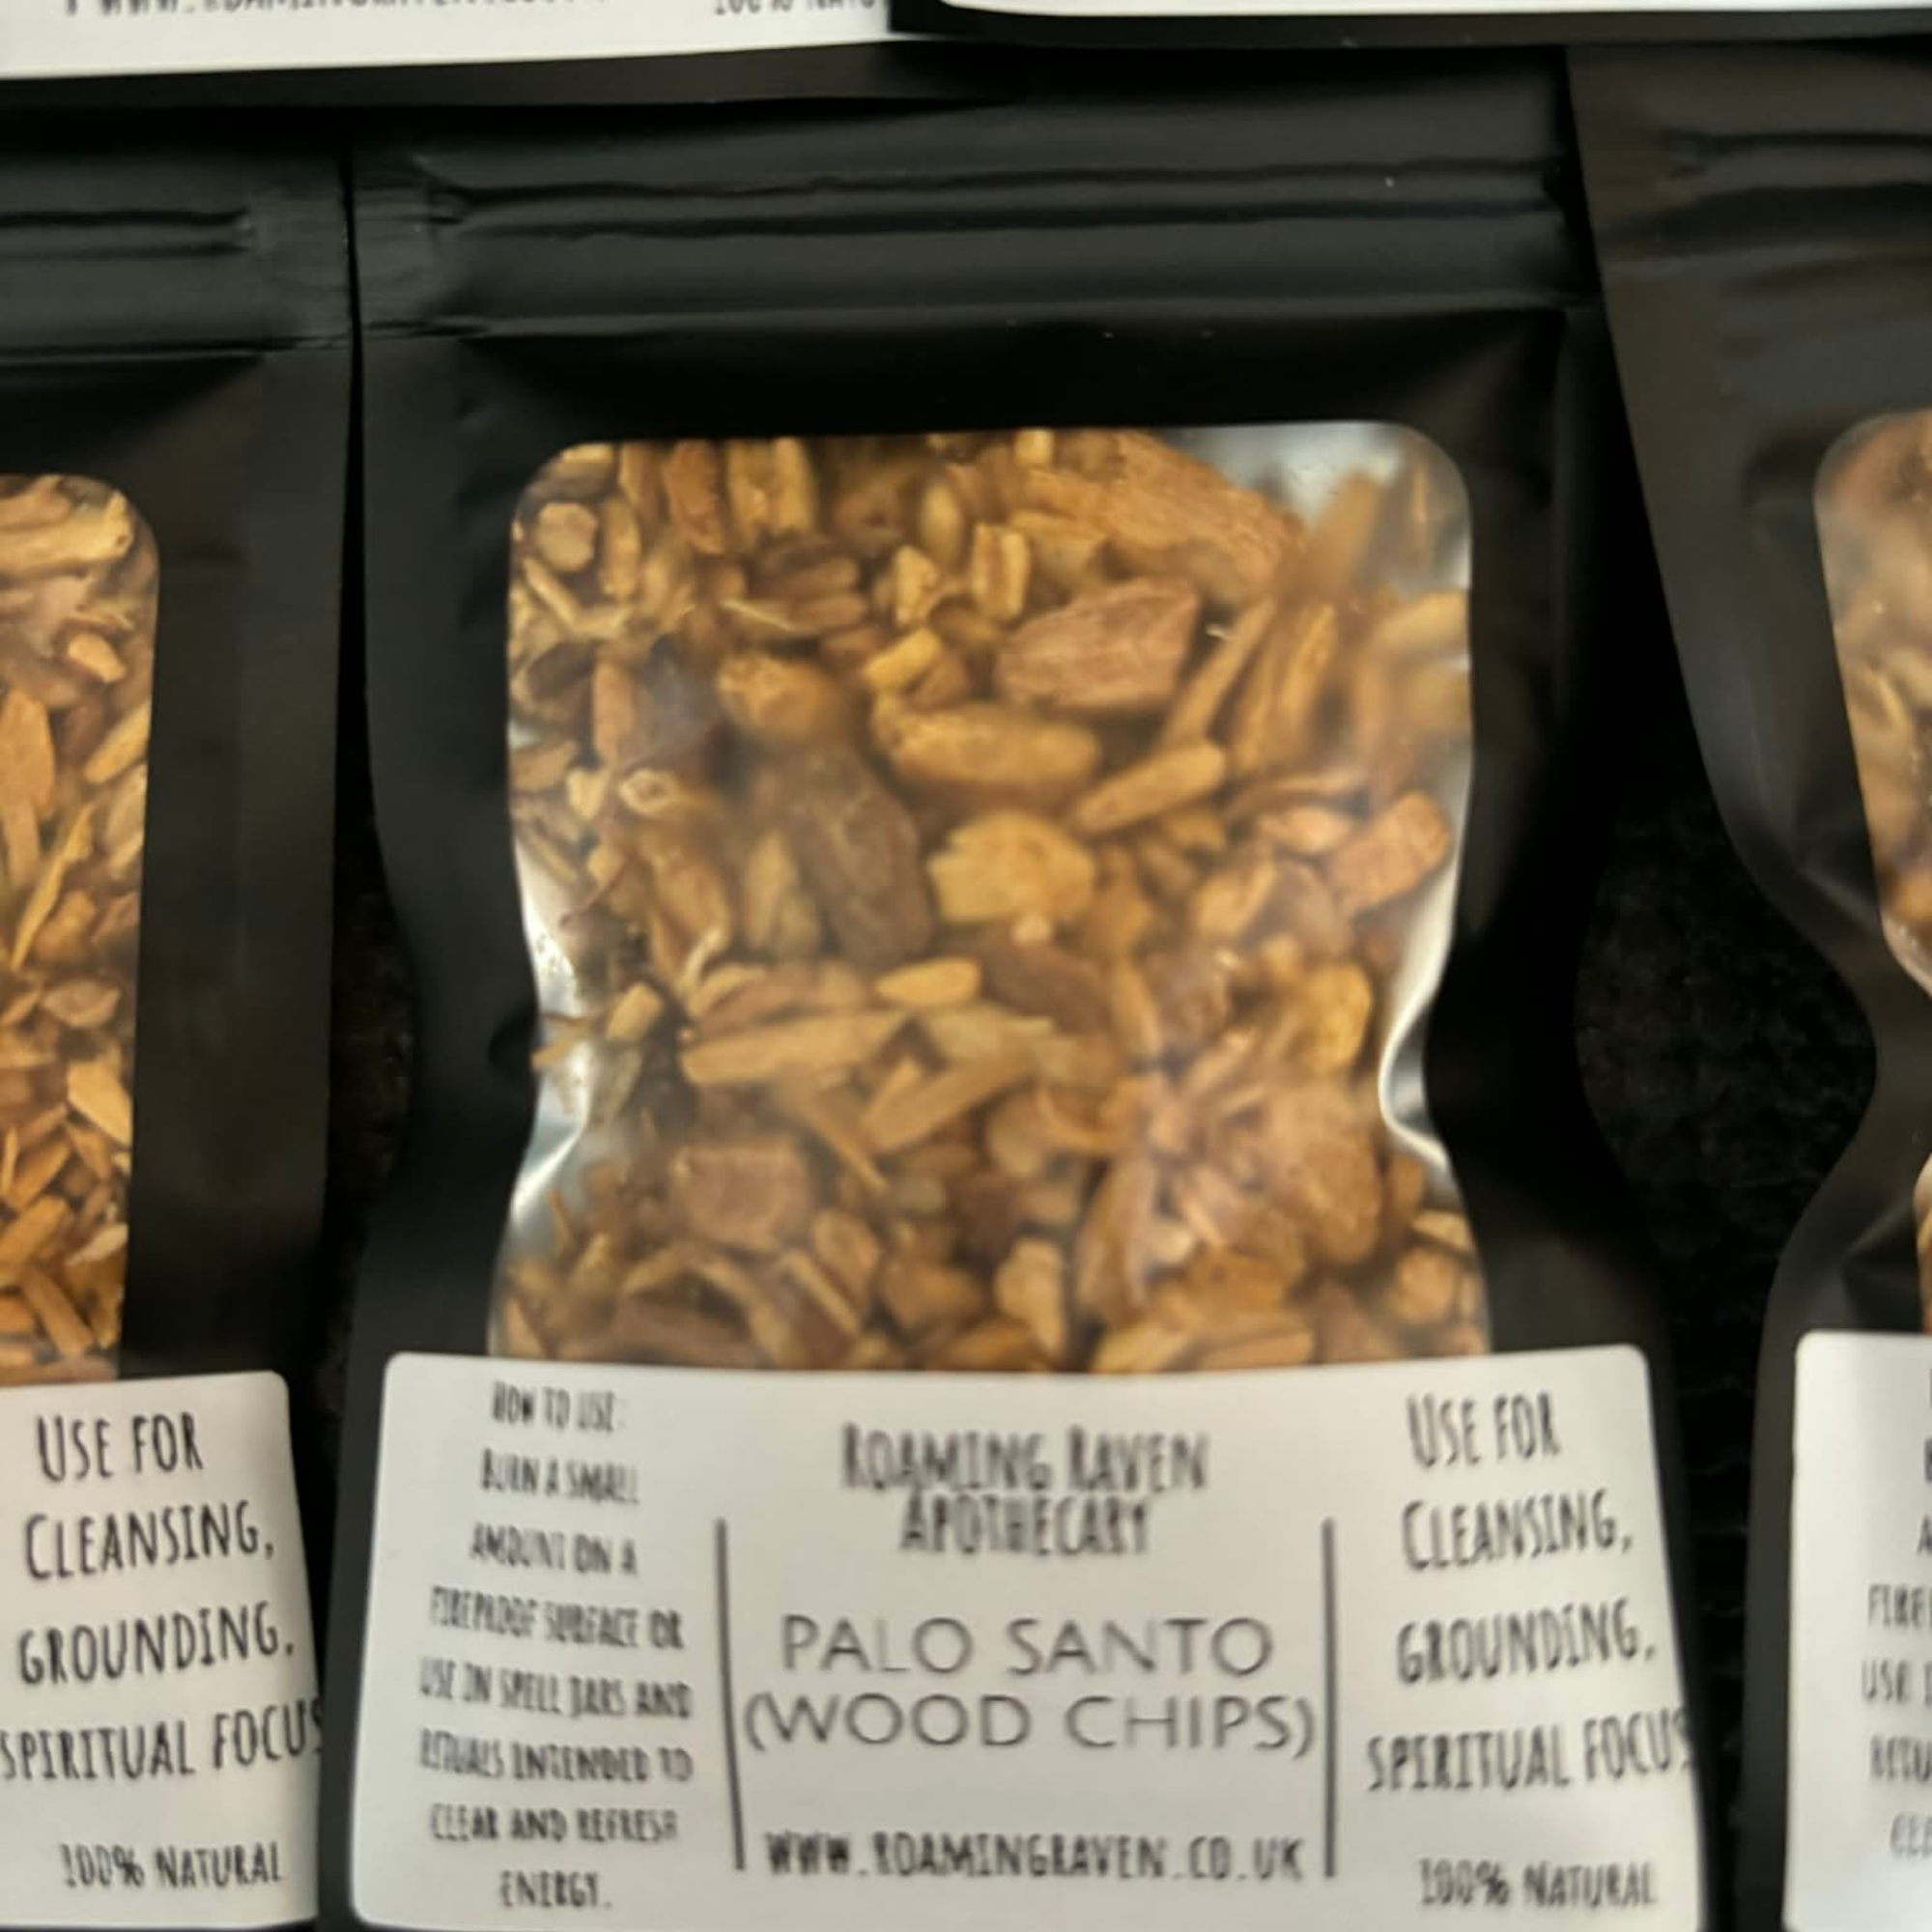 100% NATU
USE FOR
CLEANSING,
GROUNDING,
SPIRITUAL FOCUS
100% NATURAL
HOW TO USE:
BURN A SMALL
AMOUNT ON A
FIREPROOF SURFACE OR
USE IN SPELL JARS AND
RITUALS INTENDED TO
CLEAR AND REFRESH
ENERGY.
ROAMING RAVEN
APOTHECARY
PALO SANTO
(WOOD CHIPS)
WWW.ROAMINGRAVEN.CO.UK
USE FOR
CLEANSING,
GROUNDING,
SPIRITUAL FOCUS
100% NATURAL